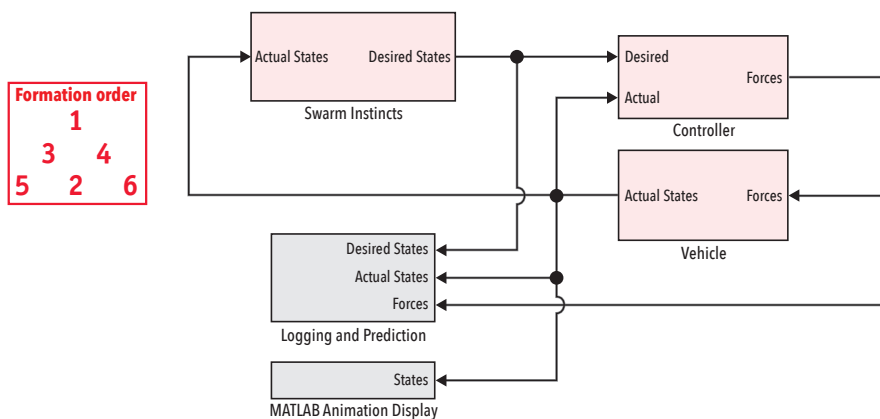 Formation order
1
3 4
5 2 6
Actual States Desired States
Swarm Instincts
Desired
Forces
Actual
Controller
Actual States Forces
Vehicle
Desired States
Actual States
Forces
Logging and Prediction
States
MATLAB Animation Display